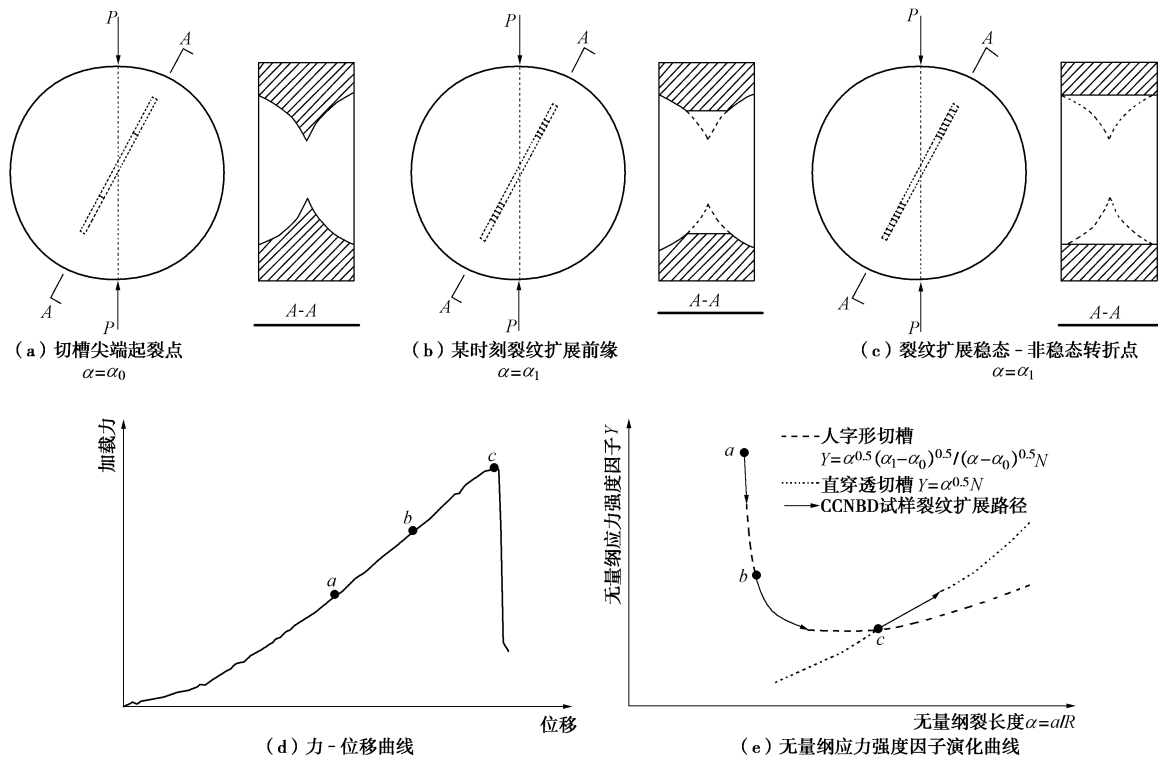 P
A
A
P
A-A
(a)切槽尖端起裂点
α=α₀
P
A
A
P
A-A
(b)某时刻裂纹扩展前缘
α=α₁
P
A
A
P
A-A
(c)裂纹扩展稳态-非稳态转折点
α=α₁
加载力
a
b
c
位移
(d)力-位移曲线
无量纲应力强度因子Y
a
b
c
人字形切槽
Y=α^0.5(α₁-α₀)^0.5/(α-α₀)^0.5N
直穿透切槽 Y=α^0.5N
CCNBD试样裂纹扩展路径
无量纲裂长度α=a/R
(e)无量纲应力强度因子演化曲线